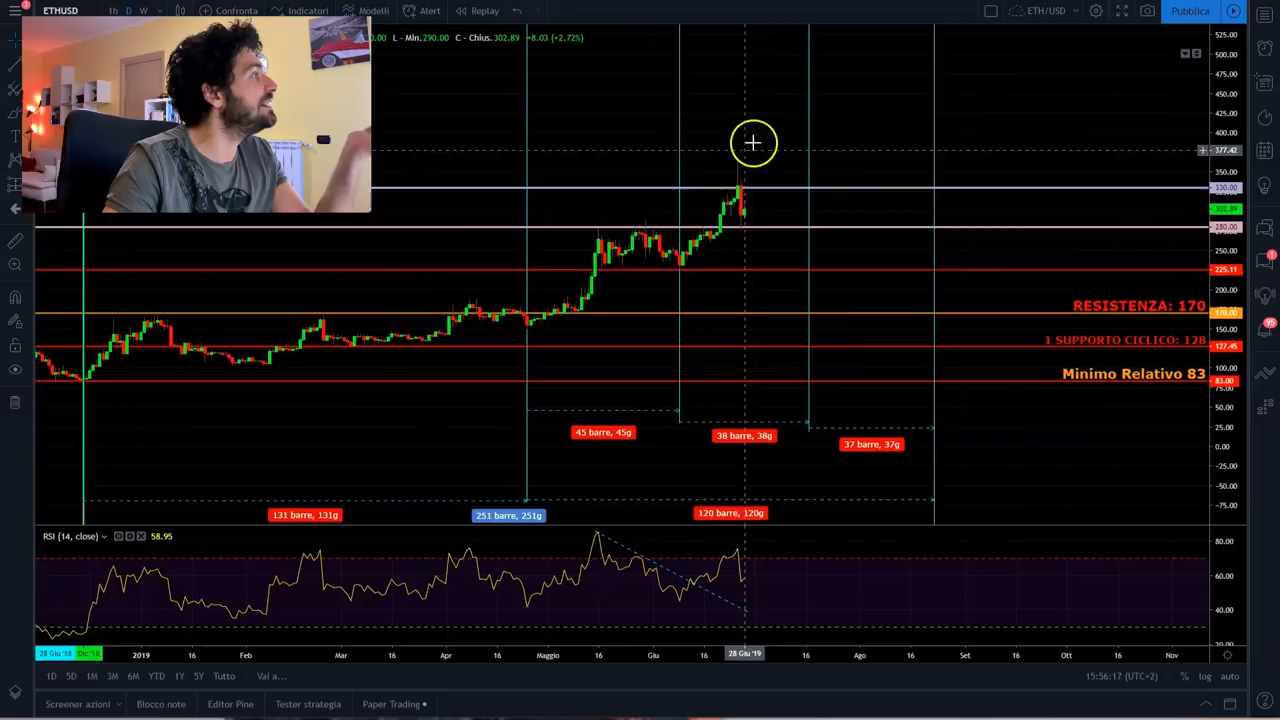 3
ETHUSD 1h D W Confronta Indicatori Modelli Alert Replay ETH/USD Pubblica
0.00 L - Min.290.00 C - Chius.302.89 +8.03 (+2.72%)
525.00
500.00
475.00
450.00
425.00
400.00
377.42
350.00
330.00
302.89
280.00
250.00
225.11
200.00
RESISTENZA: 170
170.00
150.00
1 SUPPORTO CICLICO: 128
127.45
100.00
Minimo Relativo 83
83.00
75.00
50.00
25.00
0.00
-25.00
-50.00
-75.00
45 barre, 45g
38 barre, 38g
37 barre, 37g
131 barre, 131g
251 barre, 251g
120 barre, 120g
RSI (14, close) 58.95
80.00
60.00
40.00
20.00
28 Giu '18 Dic '18 2019 16 Feb Mar 16 Apr 16 Maggio 16 Giu 16 28 Giu '19 16 Ago 16 Set 16 Ott 16 Nov
1D 5D 1M 3M 6M YTD 1Y 5Y Tutto Vai a... 15:56:17 (UTC+2) % log auto
Screener azioni Blocco note Editor Pine Tester strategia Paper Trading
1
95